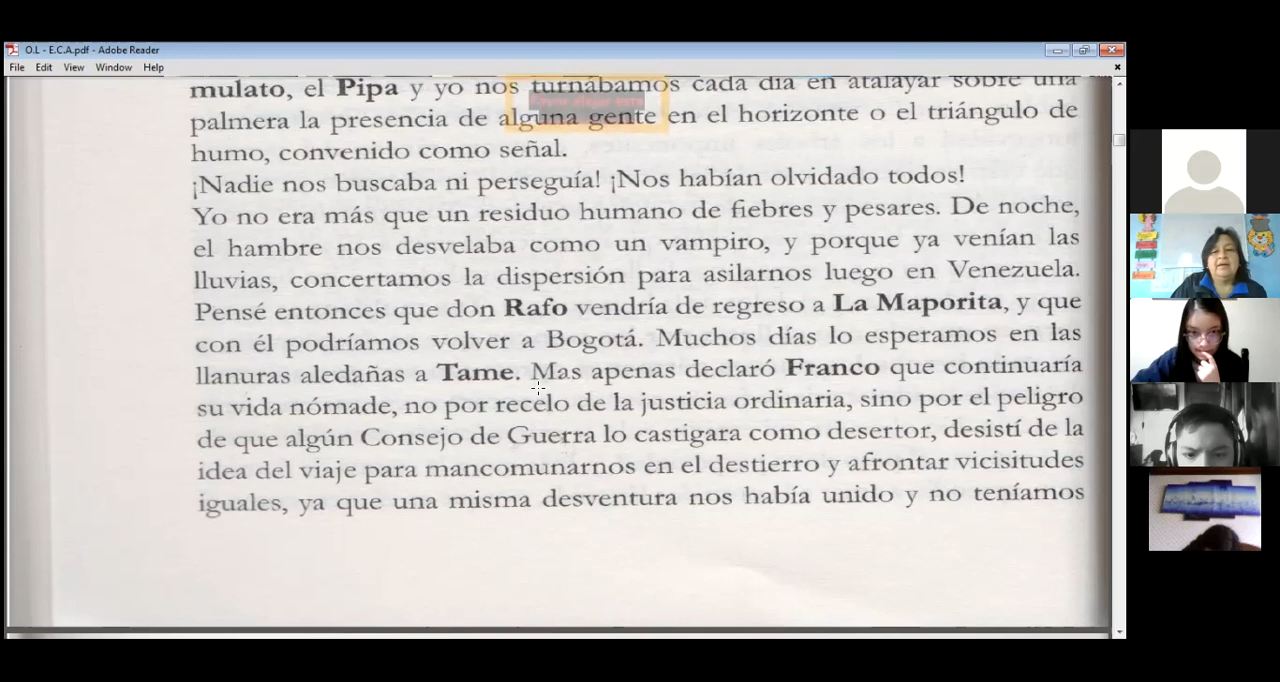 O.L - E.C.A.pdf - Adobe Reader
File Edit View Window Help
mulato, el Pipa y yo nos turnábamos cada día en atalayar sobre una
palmera la presencia de alguna gente en el horizonte o el triángulo de
humo, convenido como señal.
¡Nadie nos buscaba ni perseguía! ¡Nos habían olvidado todos!
Yo no era más que un residuo humano de fiebres y pesares. De noche,
el hambre nos desvelaba como un vampiro, y porque ya venían las
lluvias, concertamos la dispersión para asilarnos luego en Venezuela.
Pensé entonces que don Rafo vendría de regreso a La Maporita, y que
con él podríamos volver a Bogotá. Muchos días lo esperamos en las
llanuras aledañas a Tame. Mas apenas declaró Franco que continuaría
su vida nómade, no por recelo de la justicia ordinaria, sino por el peligro
de que algún Consejo de Guerra lo castigara como desertor, desistí de la
idea del viaje para mancomunarnos en el destierro y afrontar vicisitudes
iguales, ya que una misma desventura nos había unido y no teníamos